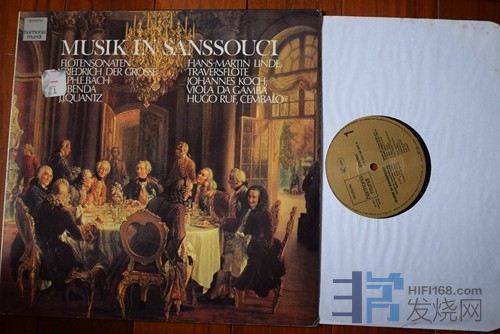 harmonia
mundi
MUSIK IN SANSSOUCI
FLÖTENSONATEN
FRIEDRICH DER GROSSE
C.PH.E.BACH
F.BENDA
J.J.QUANTZ
HANS-MARTIN LINDE,
TRAVERSFLÖTE
JOHANNES KOCH,
VIOLA DA GAMBA
HUGO RUF, CEMBALO
1
HIFI168.com
发烧网